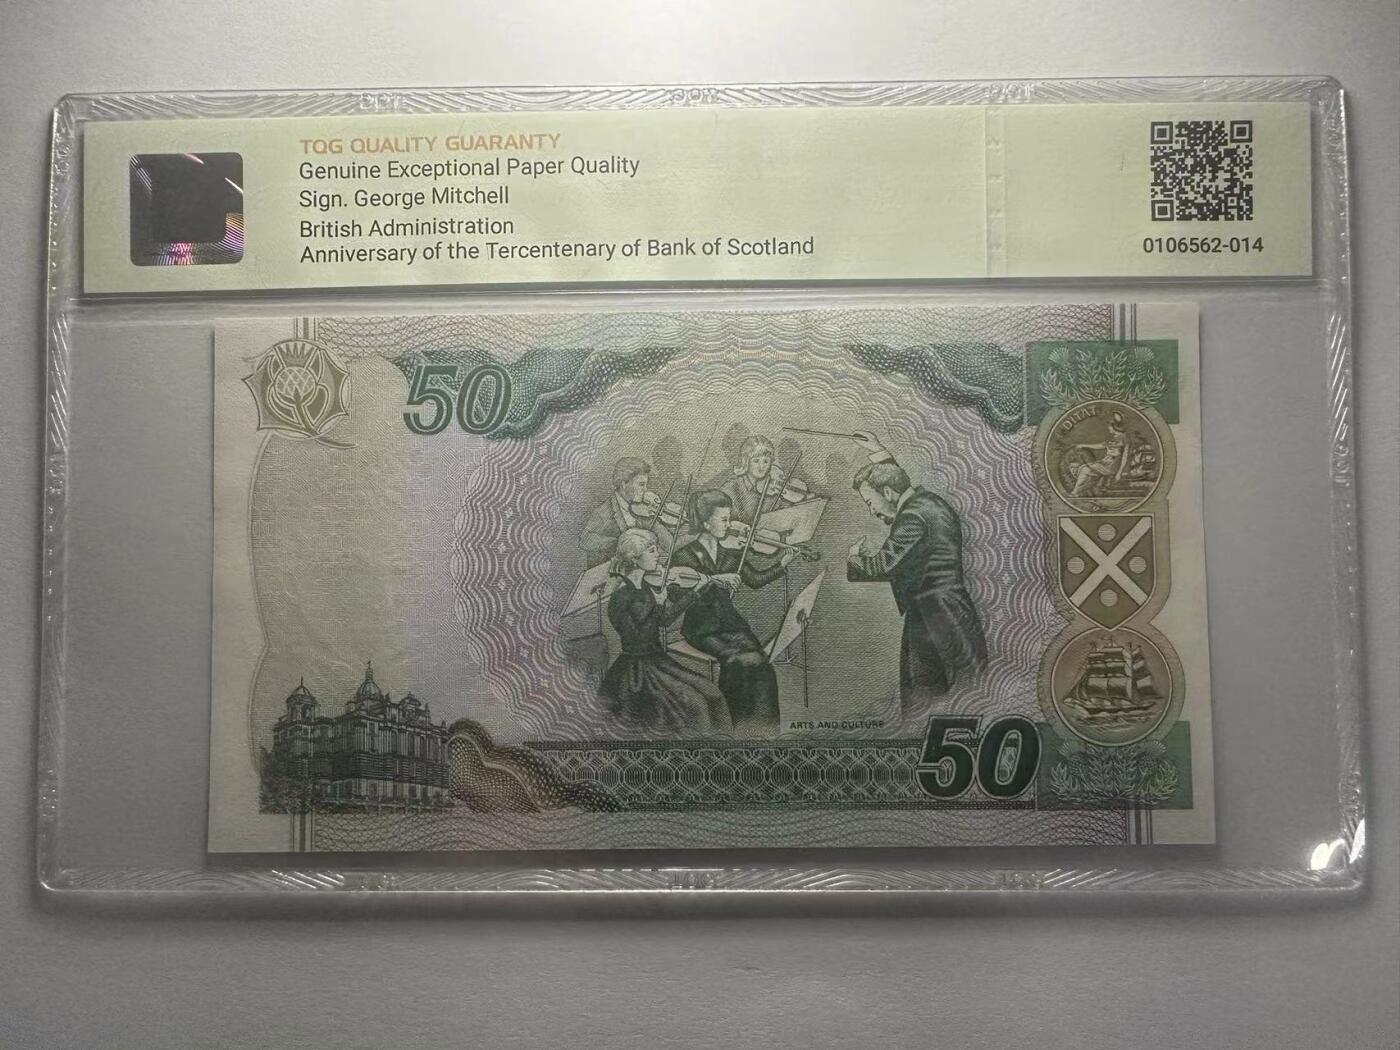 TQG QUALITY GUARANTY
Genuine Exceptional Paper Quality
Sign. George Mitchell
British Administration
Anniversary of the Tercentenary of Bank of Scotland
0106562-014
50
DITAT
ARTS AND CULTURE
50